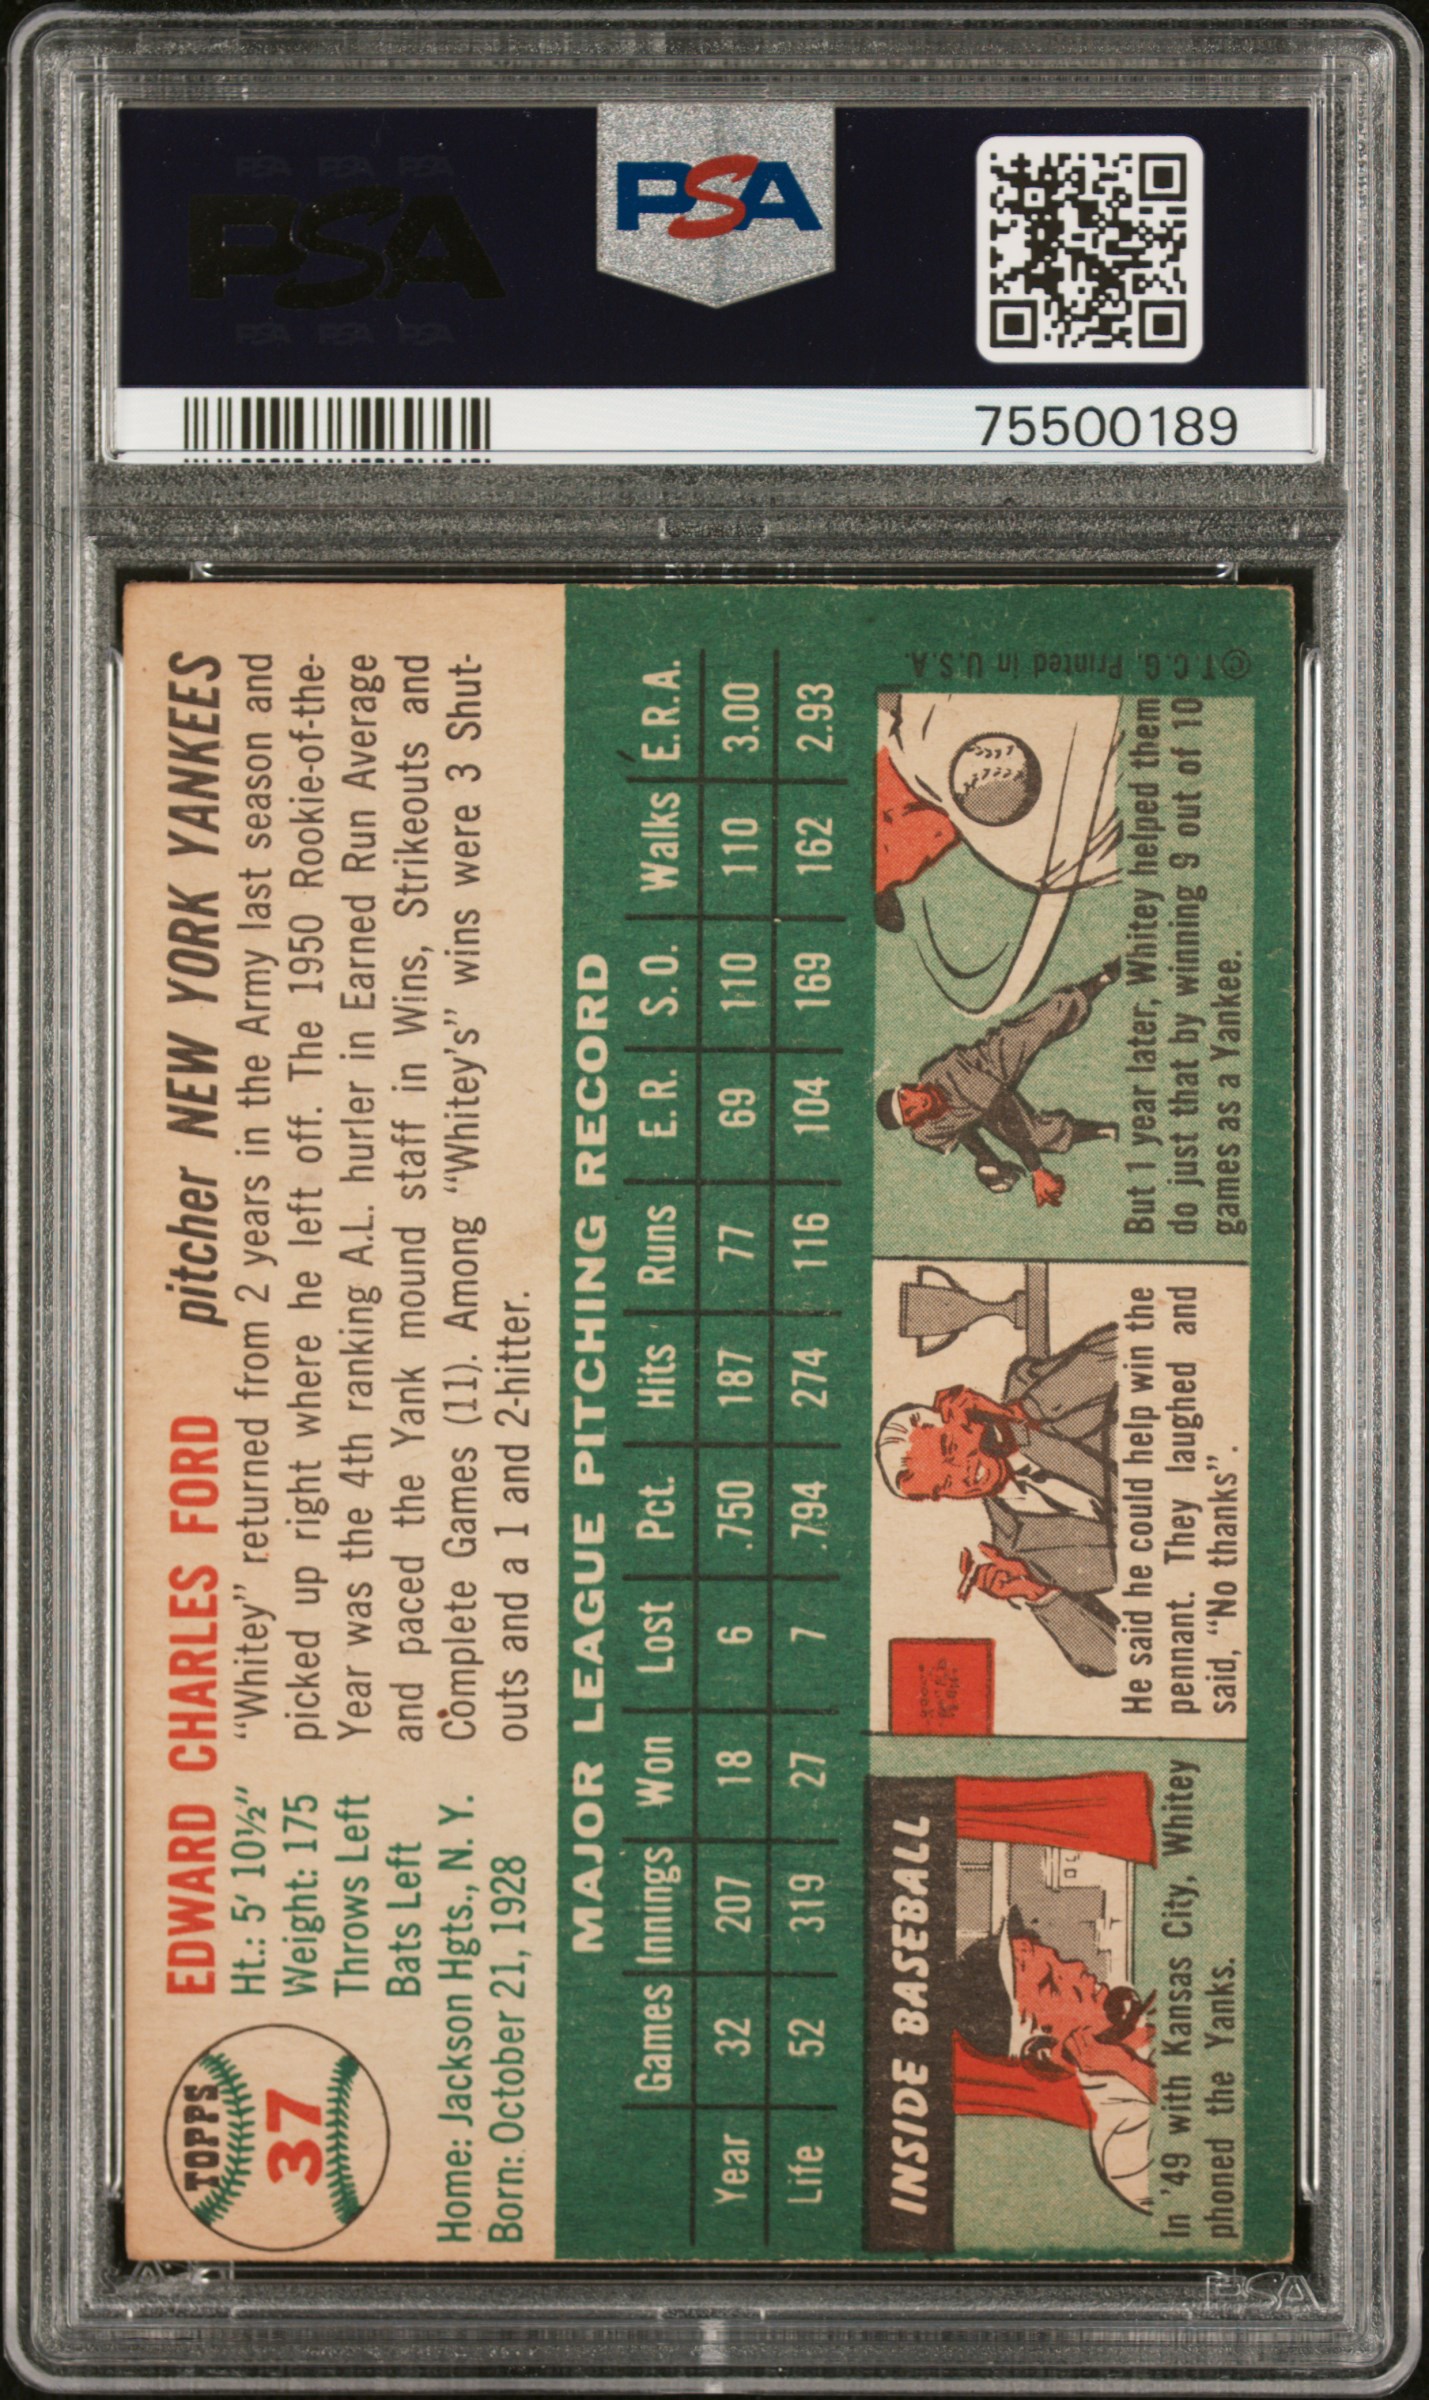 PSA PSA PSA
PSA
PSA PSA PSA
PSA
75500189
TOPPS
37
EDWARD CHARLES FORD pitcher NEW YORK YANKEES
Ht.: 5' 10½"
Weight: 175
Throws Left
Bats Left
Home: Jackson Hgts., N. Y.
Born: October 21, 1928
"Whitey" returned from 2 years in the Army last season and
picked up right where he left off. The 1950 Rookie-of-the-
Year was the 4th ranking A.L. hurler in Earned Run Average
and paced the Yank mound staff in Wins, Strikeouts and
Complete Games (11). Among "Whitey's" wins were 3 Shut-
outs and a 1 and 2-hitter.
MAJOR LEAGUE PITCHING RECORD
Games Innings Won Lost Pct. Hits Runs E. R. S. O. Walks E.R.A.
Year 32 207 18 6 .750 187 77 69 110 110 3.00
Life 52 319 27 7 .794 274 116 104 169 162 2.93
INSIDE BASEBALL
In '49 with Kansas City, Whitey
phoned the Yanks.
He said he could help win the
pennant. They laughed and
said, "No thanks".
But 1 year later, Whitey helped them
do just that by winning 9 out of 10
games as a Yankee.
© T.C.G. Printed in U.S.A.
PSA